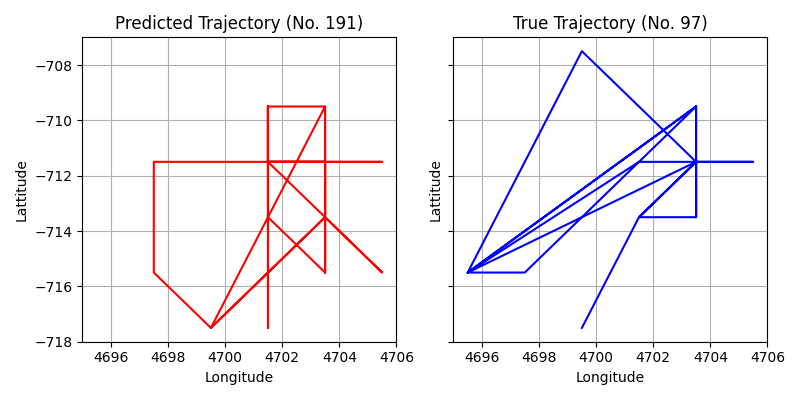 Predicted Trajectory (No. 191)
True Trajectory (No. 97)
Lattitude
−708
−710
−712
−714
−716
−718
4696 4698 4700 4702 4704 4706
Longitude
Lattitude
4696 4698 4700 4702 4704 4706
Longitude